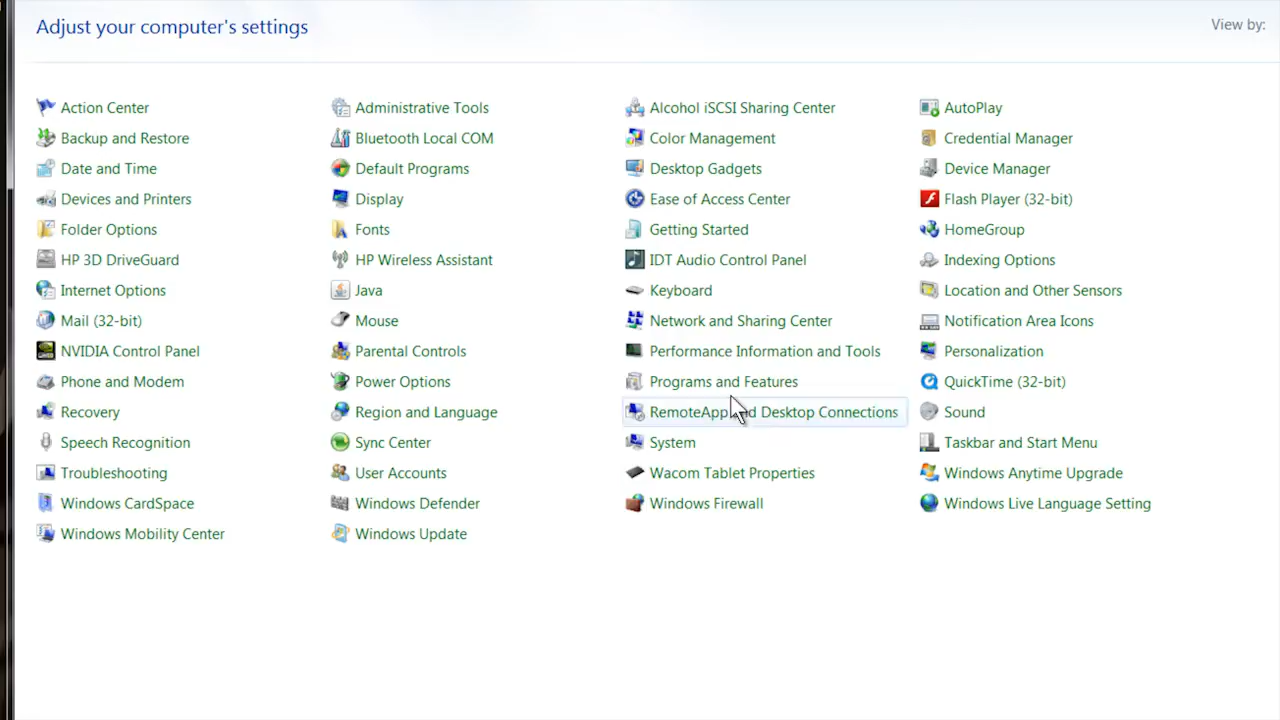 Adjust your computer's settings
View by:
Action Center
Administrative Tools
Alcohol iSCSI Sharing Center
AutoPlay
Backup and Restore
Bluetooth Local COM
Color Management
Credential Manager
Date and Time
Default Programs
Desktop Gadgets
Device Manager
Devices and Printers
Display
Ease of Access Center
Flash Player (32-bit)
Folder Options
Fonts
Getting Started
HomeGroup
HP 3D DriveGuard
HP Wireless Assistant
IDT Audio Control Panel
Indexing Options
Internet Options
Java
Keyboard
Location and Other Sensors
Mail (32-bit)
Mouse
Network and Sharing Center
Notification Area Icons
NVIDIA Control Panel
Parental Controls
Performance Information and Tools
Personalization
Phone and Modem
Power Options
Programs and Features
QuickTime (32-bit)
Recovery
Region and Language
RemoteApp and Desktop Connections
Sound
Speech Recognition
Sync Center
System
Taskbar and Start Menu
Troubleshooting
User Accounts
Wacom Tablet Properties
Windows Anytime Upgrade
Windows CardSpace
Windows Defender
Windows Firewall
Windows Live Language Setting
Windows Mobility Center
Windows Update